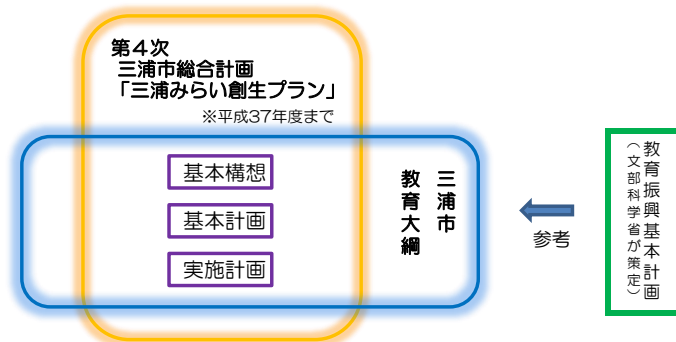 第4次
三浦市総合計画
「三浦みらい創生プラン」
※平成37年度まで
基本構想
基本計画
実施計画
三浦市
教育大綱
参考
教育振興基本計画
（文部科学省が策定）